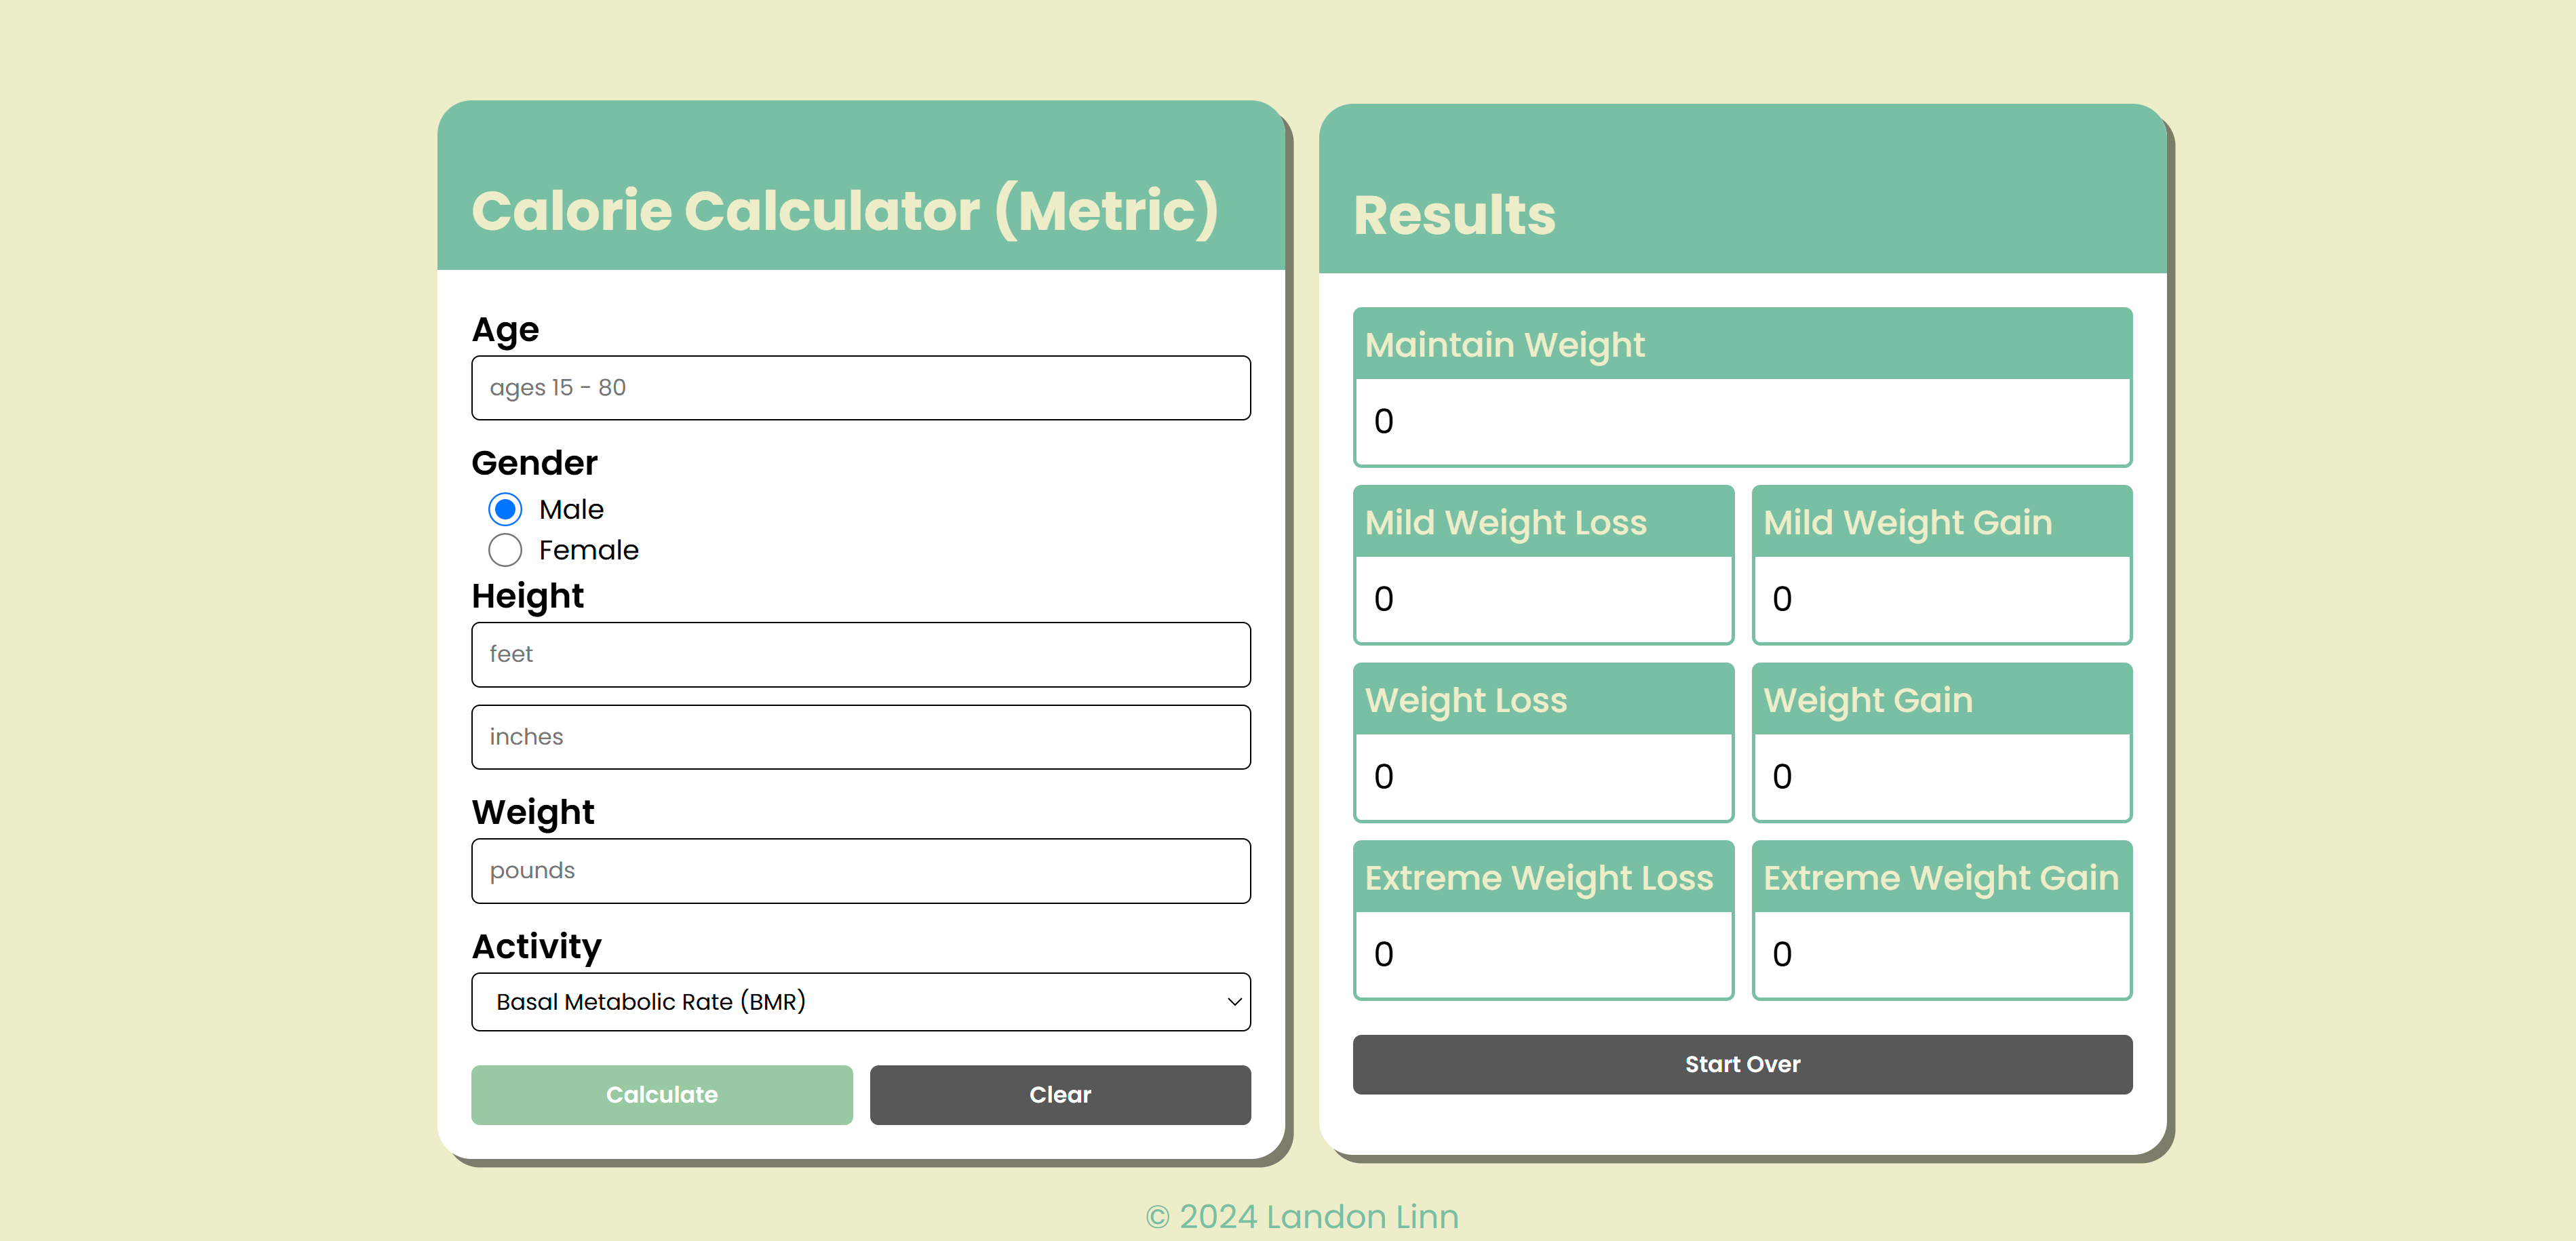 Calorie Calculator (Metric)
Age
ages 15 - 80
Gender
Male
Female
Height
feet
inches
Weight
pounds
Activity
Basal Metabolic Rate (BMR)
Calculate
Clear
Results
Maintain Weight
0
Mild Weight Loss
0
Mild Weight Gain
0
Weight Loss
0
Weight Gain
0
Extreme Weight Loss
0
Extreme Weight Gain
0
Start Over
© 2024 Landon Linn